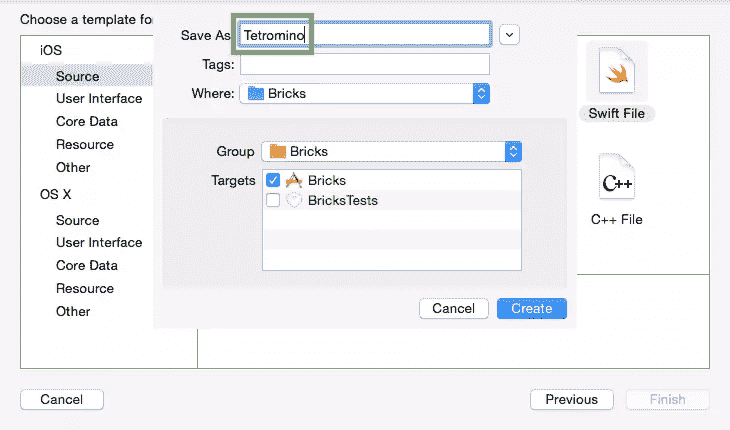 Choose a template for
iOS
Source
User Interface
Core Data
Resource
Other
OS X
Source
User Interface
Core Data
Resource
Other
Save As
Tetromino
Tags:
Where: Bricks
Group Bricks
Targets
Bricks
BricksTests
Cancel Create
Swift File
C++
C++ File
Cancel Previous Finish